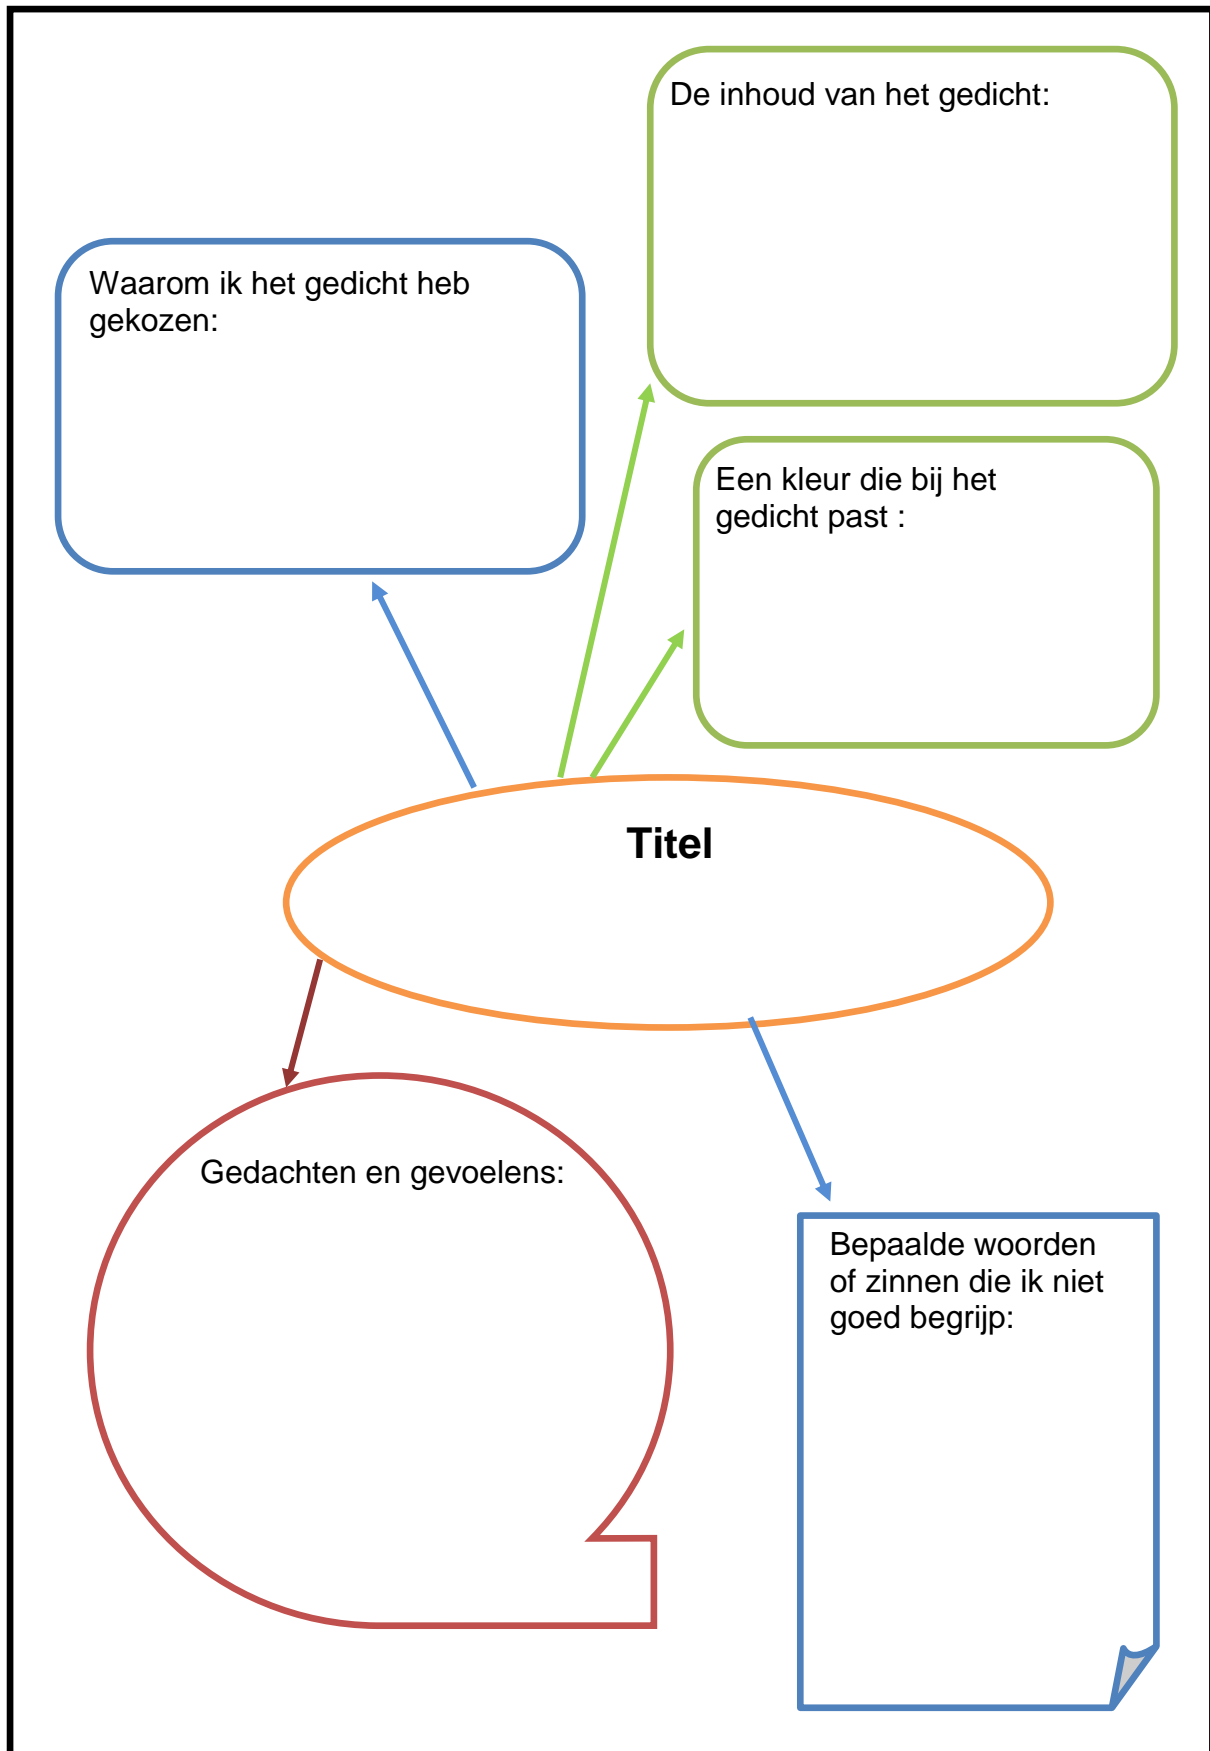 De inhoud van het gedicht:
Waarom ik het gedicht heb
gekozen:
Een kleur die bij het
gedicht past :
Titel
Gedachten en gevoelens:
Bepaalde woorden
of zinnen die ik niet
goed begrijp: